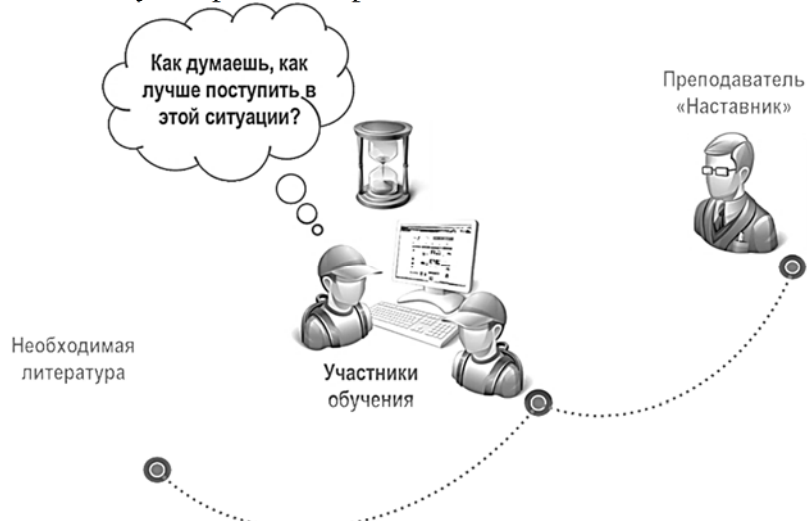 Как думаешь, как
лучше поступить в
этой ситуации?
Преподаватель
«Наставник»
Необходимая
литература
Участники
обучения